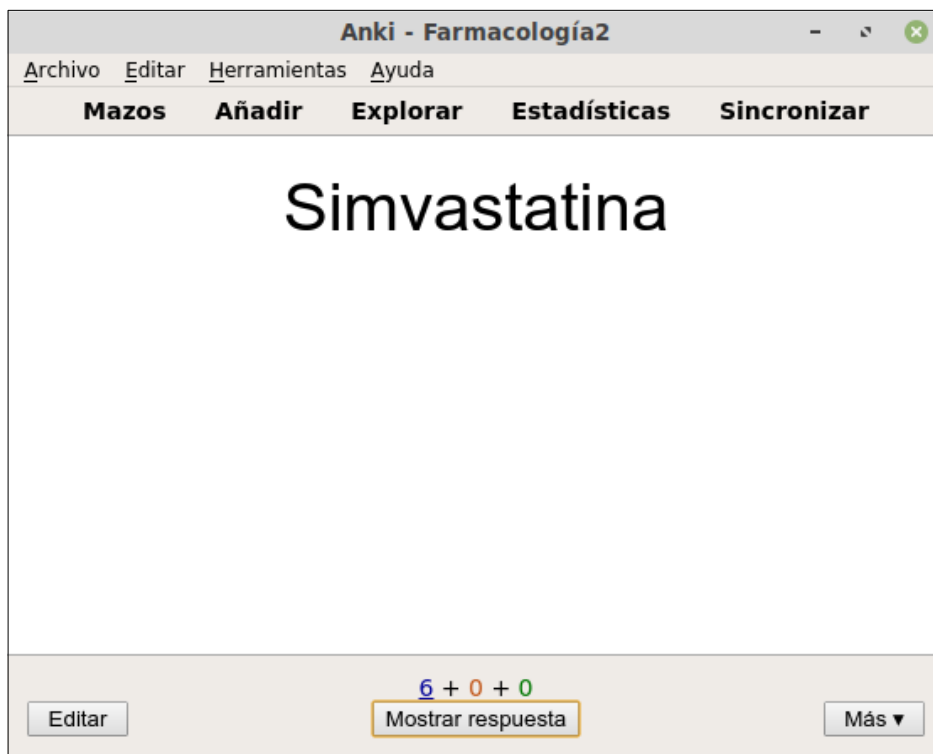 Anki - Farmacología2
Archivo Editar Herramientas Ayuda
Mazos Añadir Explorar Estadísticas Sincronizar
Simvastatina
6 + 0 + 0
Editar Mostrar respuesta Más ▾